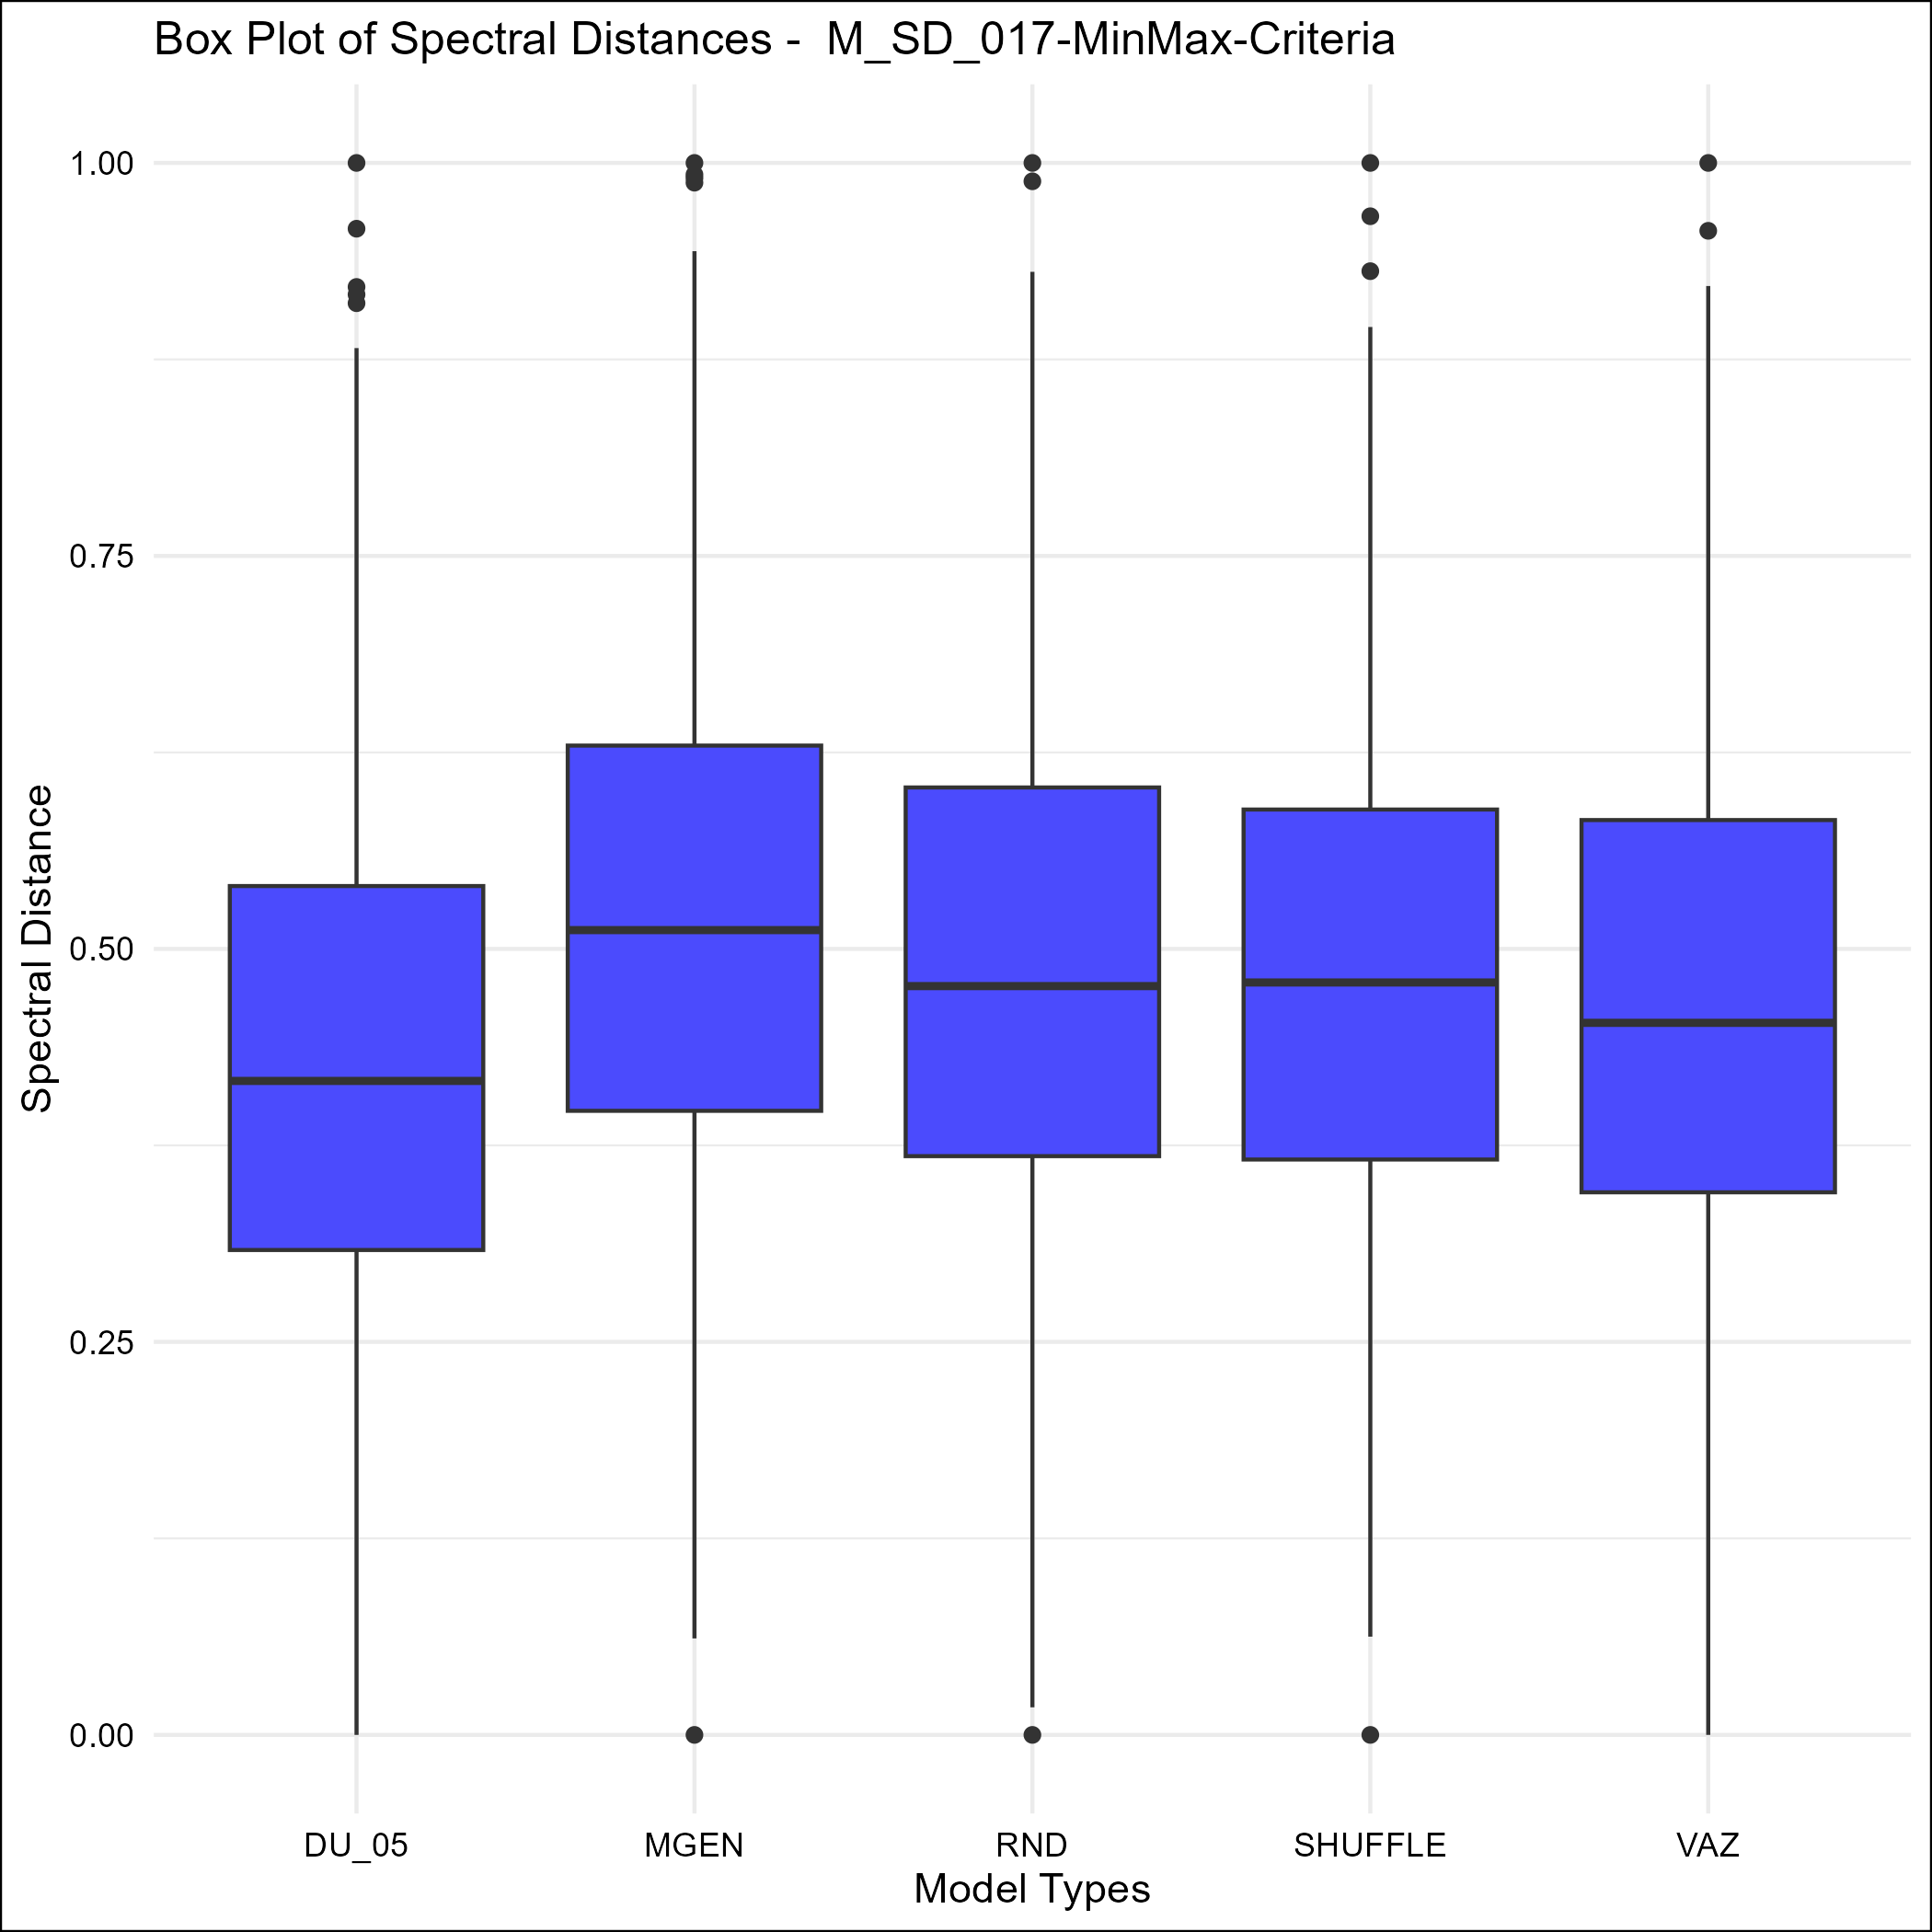 Box Plot of Spectral Distances -  M_SD_017-MinMax-Criteria
1.00
0.75
0.50
0.25
0.00
Spectral Distance
DU_05 MGEN RND SHUFFLE VAZ
Model Types